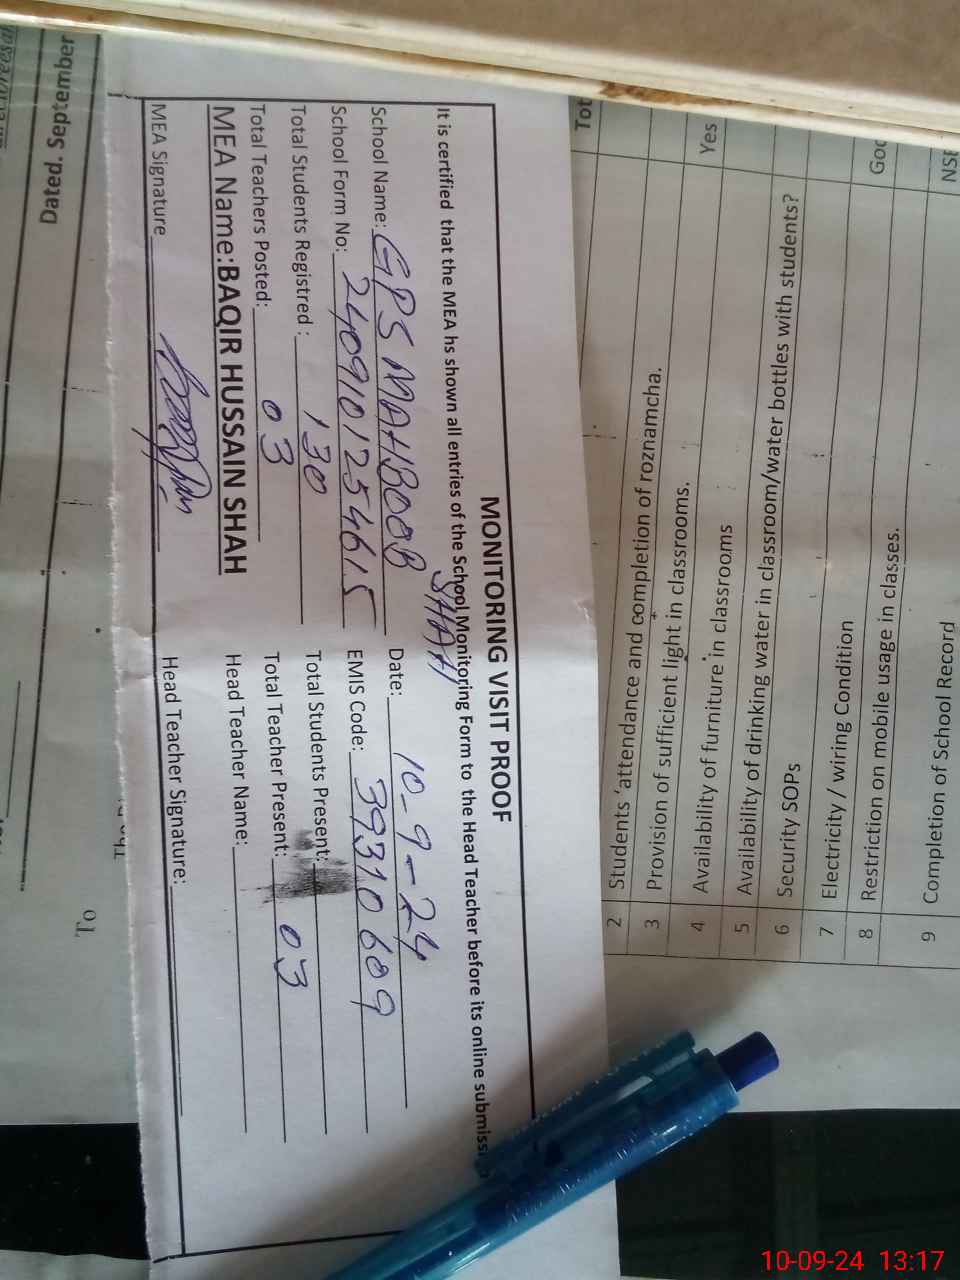 MONITORING VISIT PROOF
It is certified that the MEA hs shown all entries of the School Monitoring Form to the Head Teacher before its online
School Name: GPS MAHBOOB SHAH Date: 10-9-24
School Form No: 2409101254615 EMIS Code: 39310609
Total Students Registred : 130 Total Students Present:
Total Teachers Posted: 03 Total Teacher Present: 03
MEA Name:BAQIR HUSSAIN SHAH Head Teacher Name:
MEA Signature Head Teacher Signature:
Dated. September
To
Tot
2 Students 'attendance and completion of roznamcha.
3 Provision of sufficient light in classrooms.
4 Availability of furniture in classrooms Yes
5 Availability of drinking water in classroom/water bottles with students?
6 Security SOPs
7 Electricity / wiring Condition
8 Restriction on mobile usage in classes.
9 Completion of School Record
10-09-24 13:17